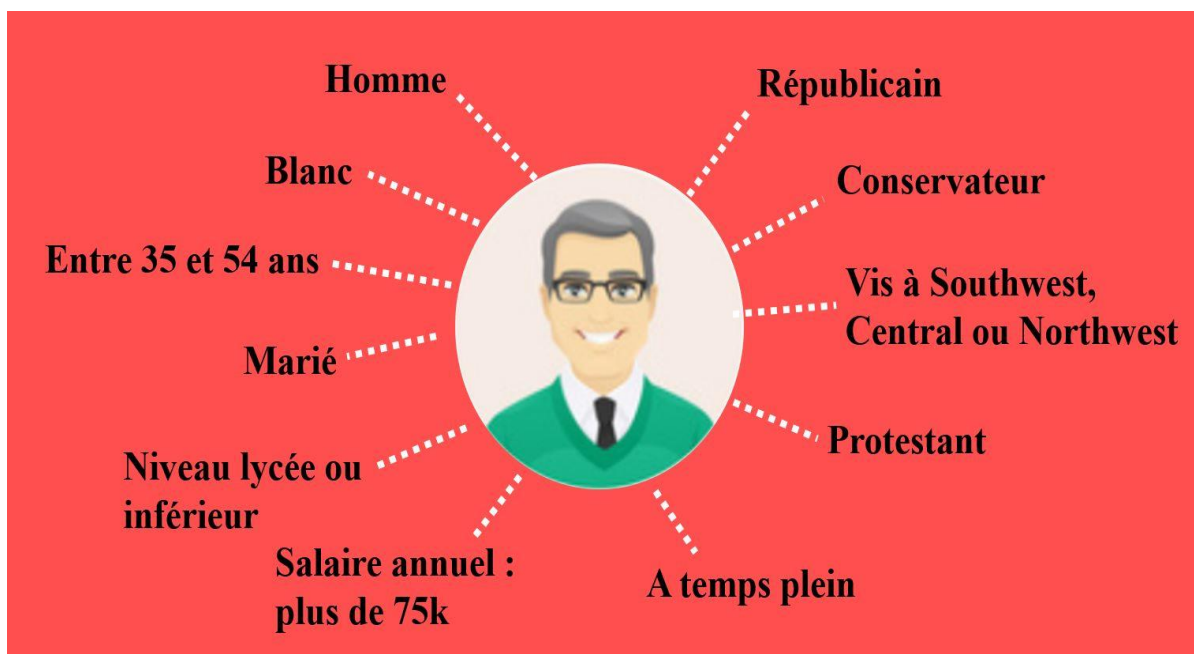 Homme
Républicain
Blanc
Conservateur
Entre 35 et 54 ans
Vis à Southwest,
Central ou Northwest
Marié
Protestant
Niveau lycée ou
inférieur
Salaire annuel :
plus de 75k
A temps plein